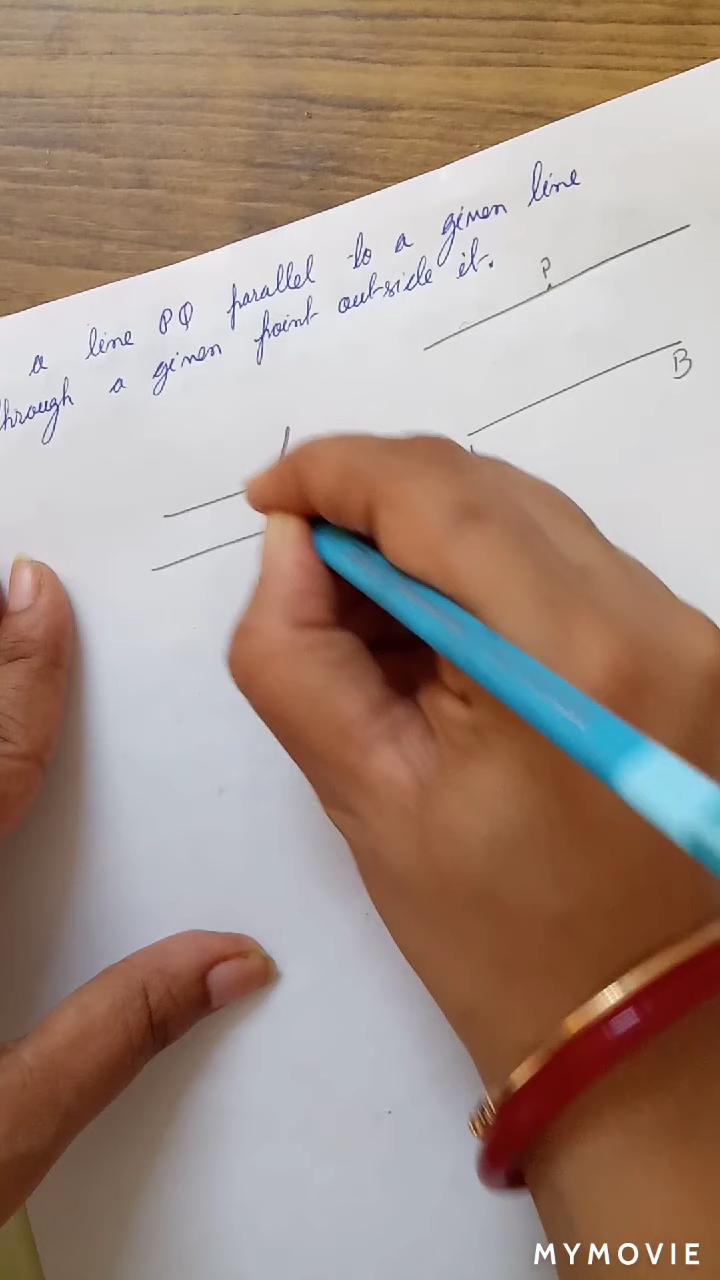 a line PQ parallel to a given line
through a given point outside it.
P
B
MYMOVIE